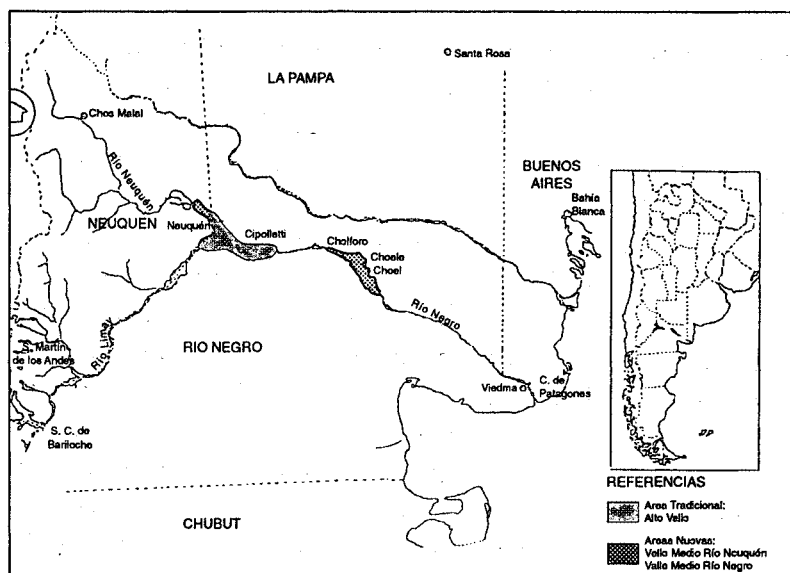 Santa Rosa
LA PAMPA
Chos Malal
Río Neuquén
BUENOS
AIRES
Bahía
Blanca
NEUQUEN
Neuquén
Cipolletti
Cholforo
Choele
Choel
Río Negro
Río Limay
S. Martín
de los Andes
RIO NEGRO
Viedma
C. de
Patagones
S. C. de
Bariloche
CHUBUT
REFERENCIAS
Area Tradicional:
Alto Valle
Areas Nuevas:
Valle Medio Río Neuquén
Valle Medio Río Negro